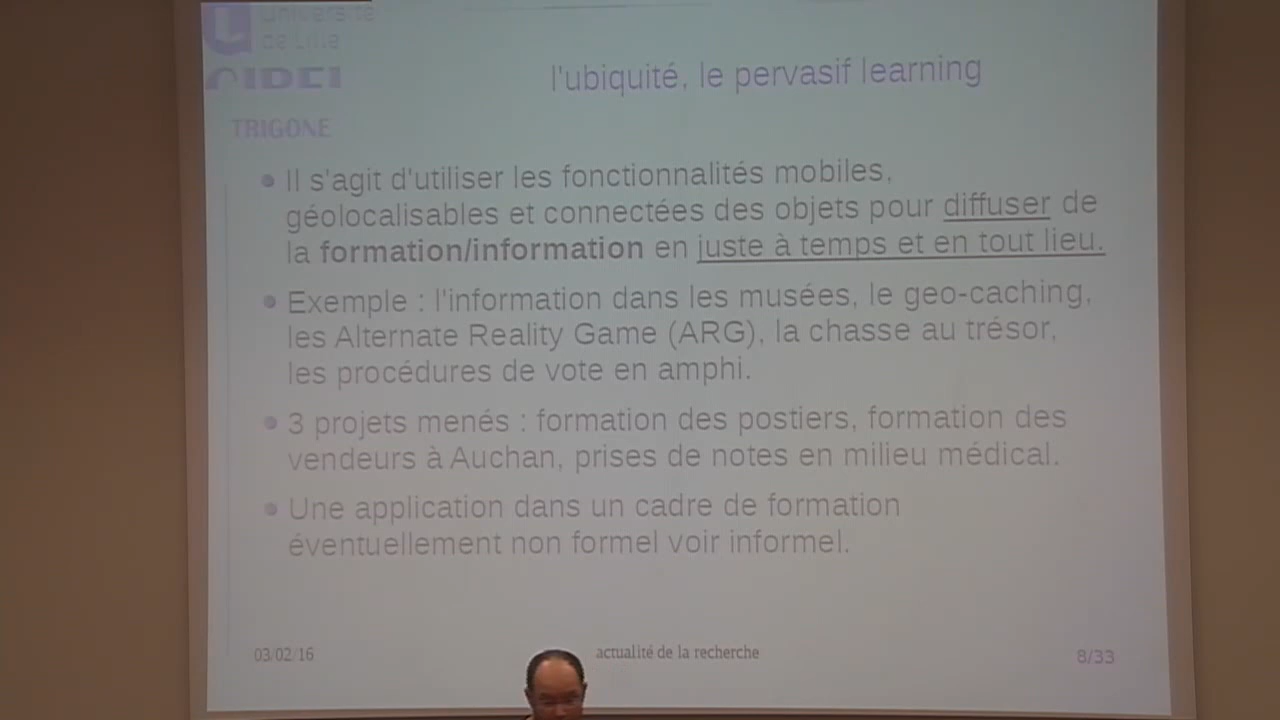 Université
de Lille
CIDEI
TRIGONE
l'ubiquité, le pervasif learning
Il s'agit d'utiliser les fonctionnalités mobiles,
géolocalisables et connectées des objets pour diffuser de
la formation/information en juste à temps et en tout lieu.
Exemple : l'information dans les musées, le geo-caching,
les Alternate Reality Game (ARG), la chasse au trésor,
les procédures de vote en amphi.
3 projets menés : formation des postiers, formation des
vendeurs à Auchan, prises de notes en milieu médical.
Une application dans un cadre de formation
éventuellement non formel voir informel.
03/02/16
actualité de la recherche
8/33